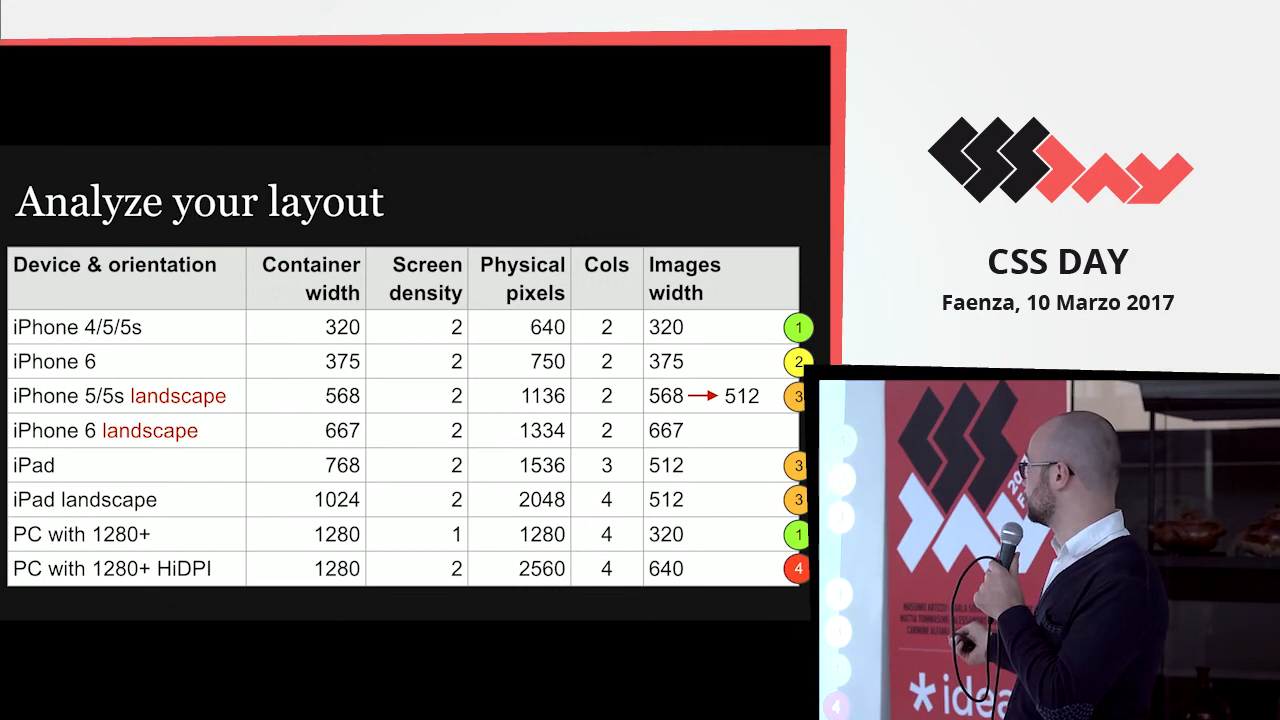 Analyze your layout
Device & orientation Container width Screen density Physical pixels Cols Images width
iPhone 4/5/5s 320 2 640 2 320 1
iPhone 6 375 2 750 2 375 2
iPhone 5/5s landscape 568 2 1136 2 568 → 512 3
iPhone 6 landscape 667 2 1334 2 667
iPad 768 2 1536 3 512 3
iPad landscape 1024 2 2048 4 512 3
PC with 1280+ 1280 1 1280 4 320 1
PC with 1280+ HiDPI 1280 2 2560 4 640 4
CSS DAY
CSS DAY
Faenza, 10 Marzo 2017
*idea
4